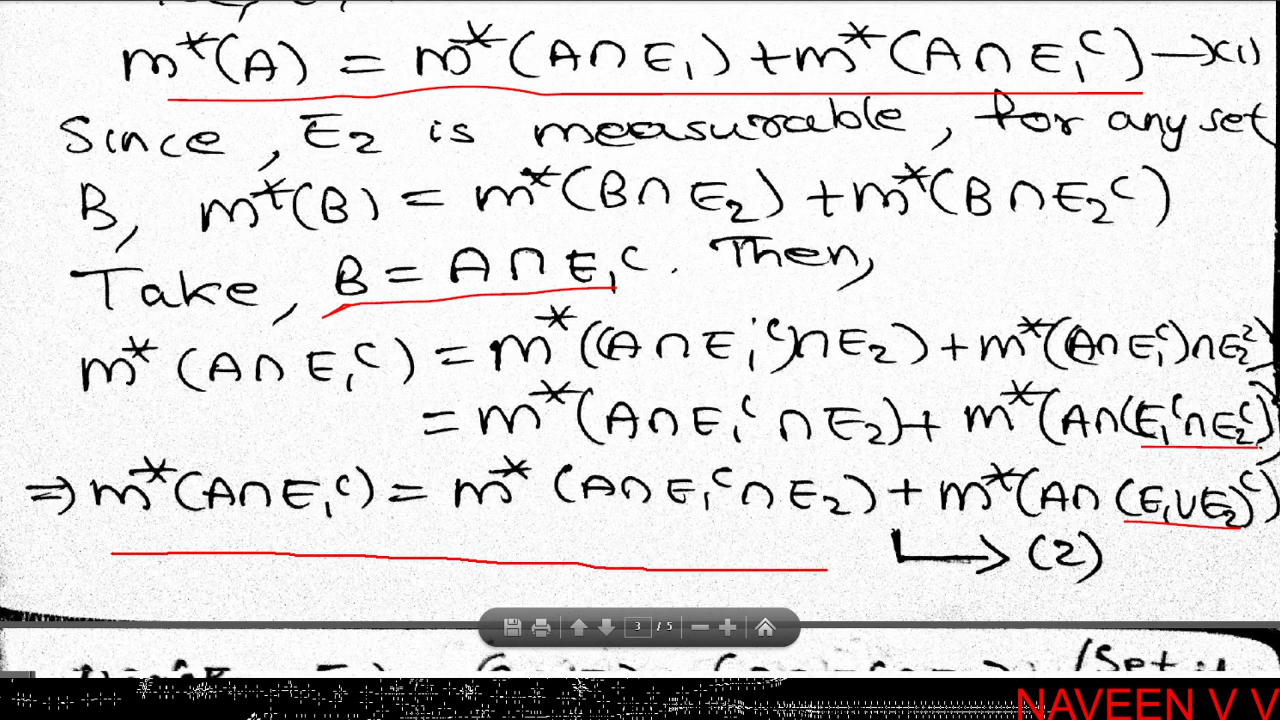 m*(A) = m*(A∩E₁) + m*(A∩E₁ᶜ) → (1)
Since, E₂ is measurable, for any set
B, m*(B) = m*(B∩E₂) + m*(B∩E₂ᶜ)
Take, B = A∩E₁ᶜ. Then,
m*(A∩E₁ᶜ) = m*((A∩E₁ᶜ)∩E₂) + m*((A∩E₁ᶜ)∩E₂ᶜ)
= m*(A∩E₁ᶜ∩E₂) + m*(A∩(E₁ᶜ∩E₂ᶜ)
⇒ m*(A∩E₁ᶜ) = m*(A∩E₁ᶜ∩E₂) + m*(A∩(E₁∪E₂)ᶜ)
→ (2)
3 / 5
NAVEEN V V